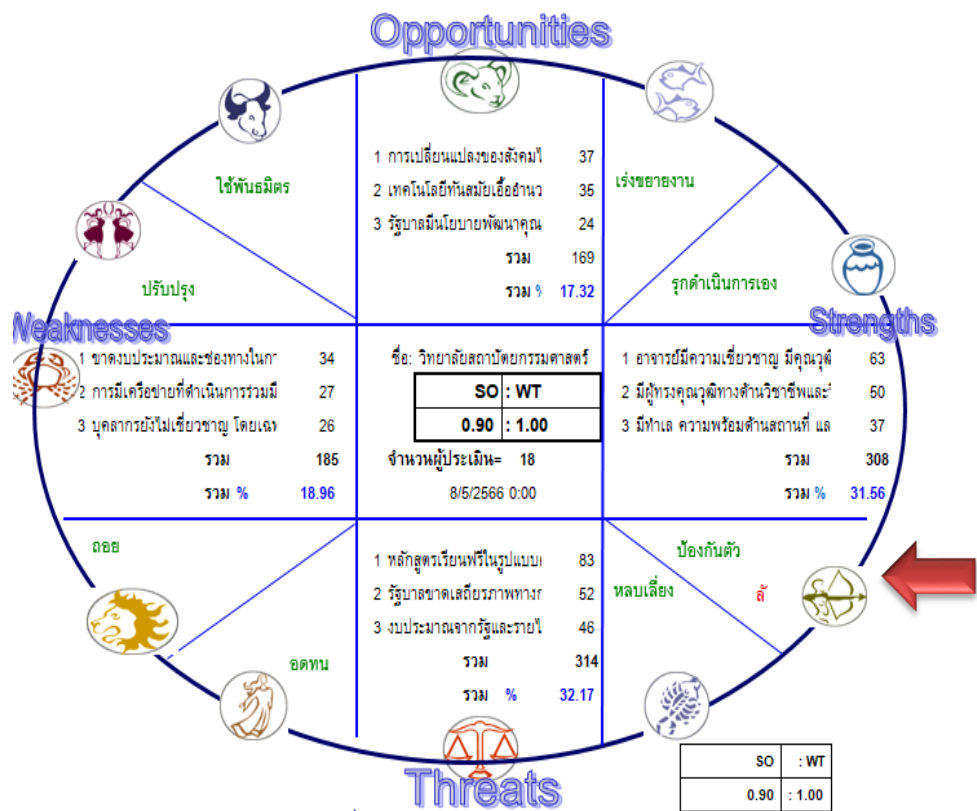 Opportunities
1 การเปลี่ยนแปลงของสังคมไ 37
2 เทคโนโลยีทันสมัยเอื้ออำนว 35
3 รัฐบาลมีนโยบายพัฒนาคุณ 24
รวม 169
รวม % 17.32
ใช้พันธมิตร
เร่งขยายงาน
ปรับปรุง
รุกดำเนินการเอง
Weaknesses
Strengths
1 ขาดงบประมาณและช่องทางในกา 34
2 การมีเครือข่ายที่ดำเนินการร่วมมื 27
3 บุคลากรยังไม่เชี่ยวชาญ โดยเฉพ 26
รวม 185
รวม % 18.96
ชื่อ: วิทยาลัยสถาปัตยกรรมศาสตร์
SO : WT
0.90 : 1.00
จำนวนผู้ประเมิน= 18
8/5/2566 0:00
1 อาจารย์มีความเชี่ยวชาญ มีคุณวุฒิ 63
2 มีผู้ทรงคุณวุฒิทางด้านวิชาชีพและวิ 50
3 มีทำเล ความพร้อมด้านสถานที่ แล 37
รวม 308
รวม % 31.56
ถอย
อดทน
1 หลักสูตรเรียนฟรีในรูปแบบ 83
2 รัฐบาลขาดเสถียรภาพทางก 52
3 งบประมาณจากรัฐและรายไ 46
รวม 314
รวม % 32.17
ป้องกันตัว
หลบเลี่ยง
Threats
SO : WT
0.90 : 1.00